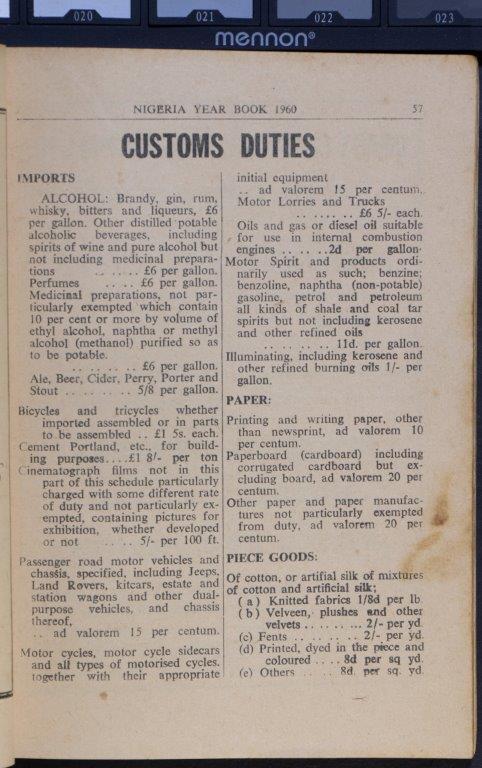 020 021 022 023
mennon®
NIGERIA YEAR BOOK 1960 57
CUSTOMS DUTIES
IMPORTS
ALCOHOL: Brandy, gin, rum,
whisky, bitters and liqueurs, £6
per gallon. Other distilled potable
alcoholic beverages, including
spirits of wine and pure alcohol but
not including medicinal prepara-
tions ...... £6 per gallon.
Perfumes .... £6 per gallon.
Medicinal preparations, not par-
ticularly exempted which contain
10 per cent or more by volume of
ethyl alcohol, naphtha or methyl
alcohol (methanol) purified so as
to be potable.
........ £6 per gallon.
Ale, Beer, Cider, Perry, Porter and
Stout ........ 5/8 per gallon.
Bicycles and tricycles whether
imported assembled or in parts
to be assembled .. £1 5s. each.
Cement Portland, etc., for build-
ing purposes....£1 8/- per ton
Cinematograph films not in this
part of this schedule particularly
charged with some different rate
of duty and not particularly ex-
empted, containing pictures for
exhibition, whether developed
or not .... 5/- per 100 ft.
Passenger road motor vehicles and
chassis, specified, including Jeeps,
Land Rovers, kitcars, estate and
station wagons and other dual-
purpose vehicles, and chassis
thereof,
.. ad valorem 15 per centum.
Motor cycles, motor cycle sidecars
and all types of motorised cycles.
together with their appropriate
initial equipment
.. ad valorem 15 per centum.
Motor Lorries and Trucks
........ £6 5/- each.
Oils and gas or diesel oil suitable
for use in internal combustion
engines ......2d per gallon
Motor Spirit and products ordi-
narily used as such; benzine;
benzoline, naphtha (non-potable)
gasoline, petrol and petroleum
all kinds of shale and coal tar
spirits but not including kerosene
and other refined oils
.......... 11d. per gallon.
Illuminating, including kerosene and
other refined burning oils 1/- per
gallon.
PAPER:
Printing and writing paper, other
than newsprint, ad valorem 10
per centum.
Paperboard (cardboard) including
corrugated cardboard but ex-
cluding board, ad valorem 20 per
centum.
Other paper and paper manufac-
tures not particularly exempted
from duty, ad valorem 20 per
centum.
PIECE GOODS:
Of cotton, or artifial silk of mixtures
of cotton and artificial silk;
(a) Knitted fabrics 1/8d per lb.
(b) Velveen, plushes and other
velvets ......... 2/- per yd.
(c) Fents ........ 2/- per yd.
(d) Printed, dyed in the piece and
coloured .... 8d per sq yd.
(e) Others .... 8d. per sq. yd.